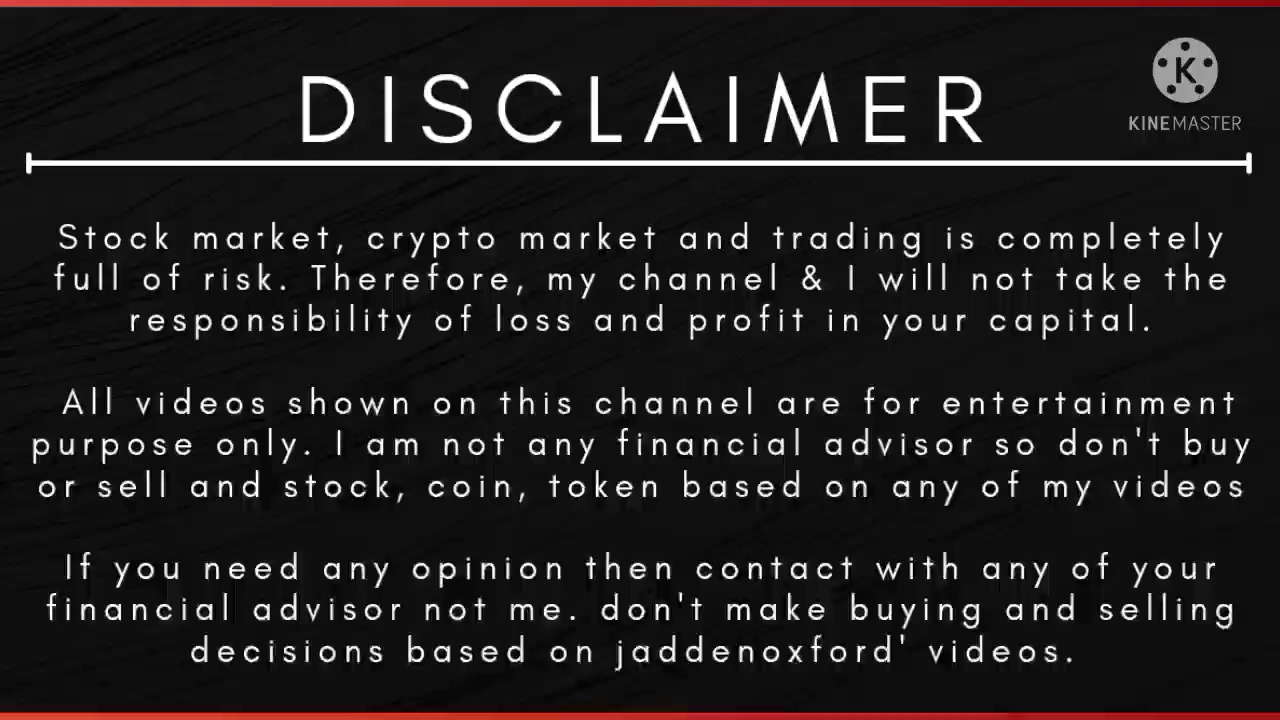 DISCLAIMER
K
KINEMASTER
Stock market, crypto market and trading is completely
full of risk. Therefore, my channel & I will not take the
responsibility of loss and profit in your capital.
All videos shown on this channel are for entertainment
purpose only. I am not any financial advisor so don't buy
or sell and stock, coin, token based on any of my videos
If you need any opinion then contact with any of your
financial advisor not me. don't make buying and selling
decisions based on jaddenoxford' videos.